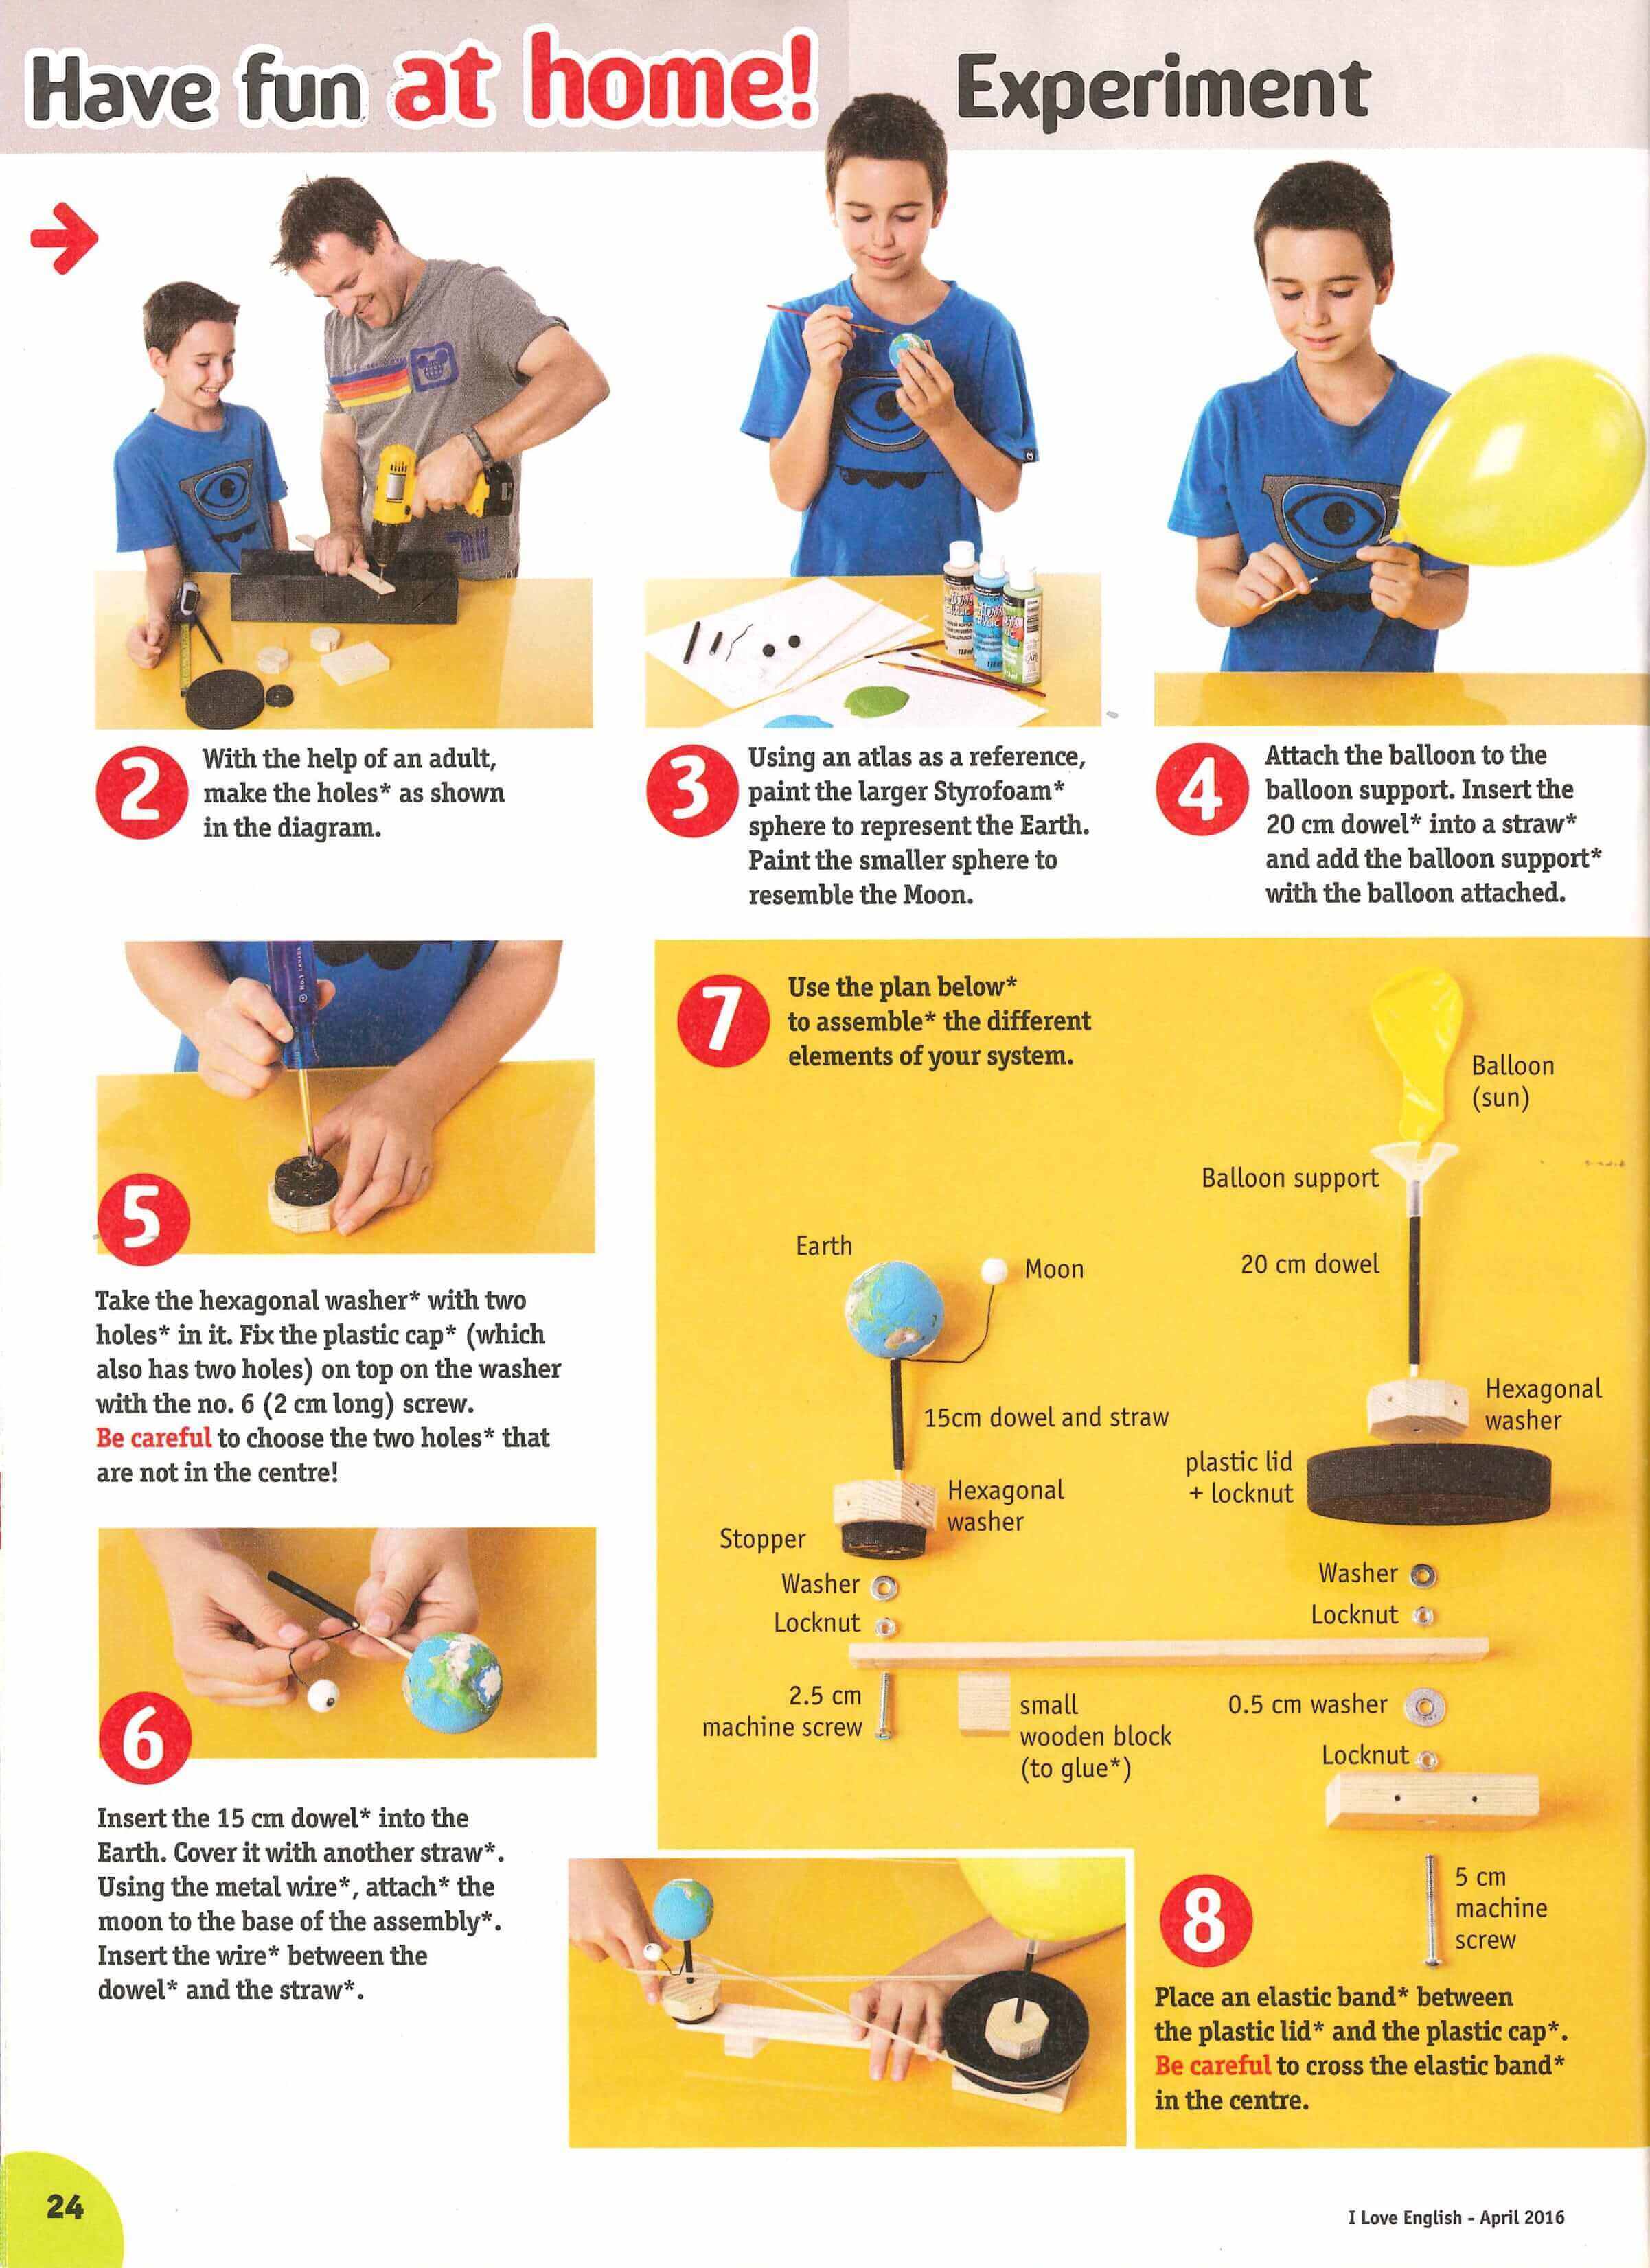 Have fun at home!
Experiment
2
With the help of an adult,
make the holes* as shown
in the diagram.
3
Using an atlas as a reference,
paint the larger Styrofoam*
sphere to represent the Earth.
Paint the smaller sphere to
resemble the Moon.
4
Attach the balloon to the
balloon support. Insert the
20 cm dowel* into a straw*
and add the balloon support*
with the balloon attached.
5
Take the hexagonal washer* with two
holes* in it. Fix the plastic cap* (which
also has two holes) on top on the washer
with the no. 6 (2 cm long) screw.
Be careful to choose the two holes* that
are not in the centre!
6
Insert the 15 cm dowel* into the
Earth. Cover it with another straw*.
Using the metal wire*, attach* the
moon to the base of the assembly*.
Insert the wire* between the
dowel* and the straw*.
7
Use the plan below*
to assemble* the different
elements of your system.
Balloon
(sun)
Balloon support
20 cm dowel
Earth
Moon
15cm dowel and straw
Hexagonal
washer
Hexagonal
washer
plastic lid
+ locknut
Stopper
Washer
Locknut
Washer
Locknut
2.5 cm
machine screw
small
wooden block
(to glue*)
0.5 cm washer
Locknut
5 cm
machine
screw
8
Place an elastic band* between
the plastic lid* and the plastic cap*.
Be careful to cross the elastic band*
in the centre.
24
I Love English - April 2016